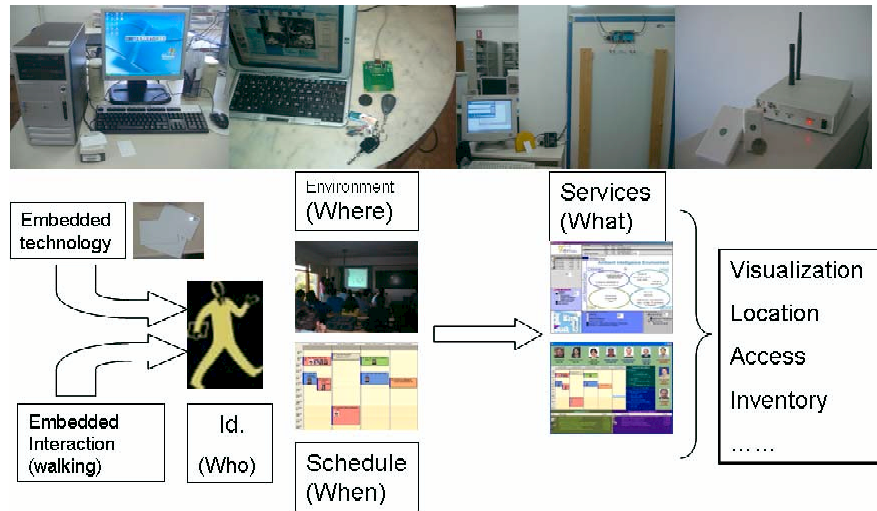 Environment
(Where)
Services
(What)
Embedded
technology
Visualization
Location
Access
Inventory
……
Embedded
Interaction
(walking)
Id.
(Who)
Schedule
(When)